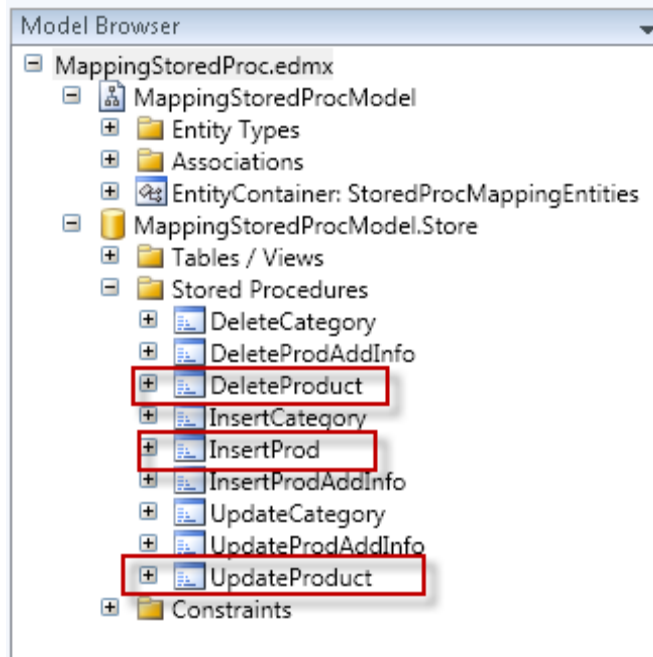 Model Browser
MappingStoredProc.edmx
MappingStoredProcModel
Entity Types
Associations
EntityContainer: StoredProcMappingEntities
MappingStoredProcModel.Store
Tables / Views
Stored Procedures
DeleteCategory
DeleteProdAddInfo
DeleteProduct
InsertCategory
InsertProd
InsertProdAddInfo
UpdateCategory
UpdateProdAddInfo
UpdateProduct
Constraints